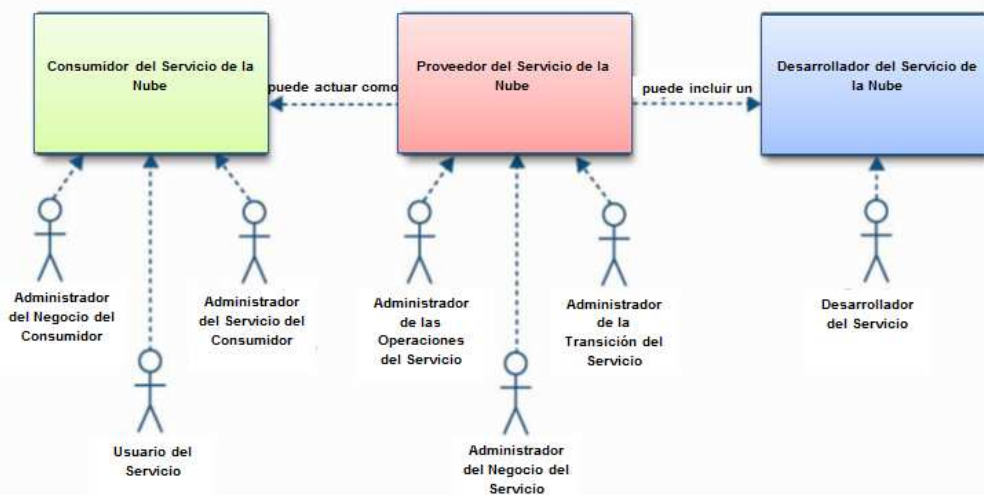 Consumidor del Servicio de la
Nube
puede actuar como
Proveedor del Servicio de la
Nube
puede incluir un
Desarrollador del Servicio de
la Nube
Administrador
del Negocio del
Consumidor
Administrador
del Servicio del
Consumidor
Administrador
de las
Operaciones
del Servicio
Administrador
de la
Transición del
Servicio
Desarrollador
del Servicio
Usuario del
Servicio
Administrador
del Negocio del
Servicio